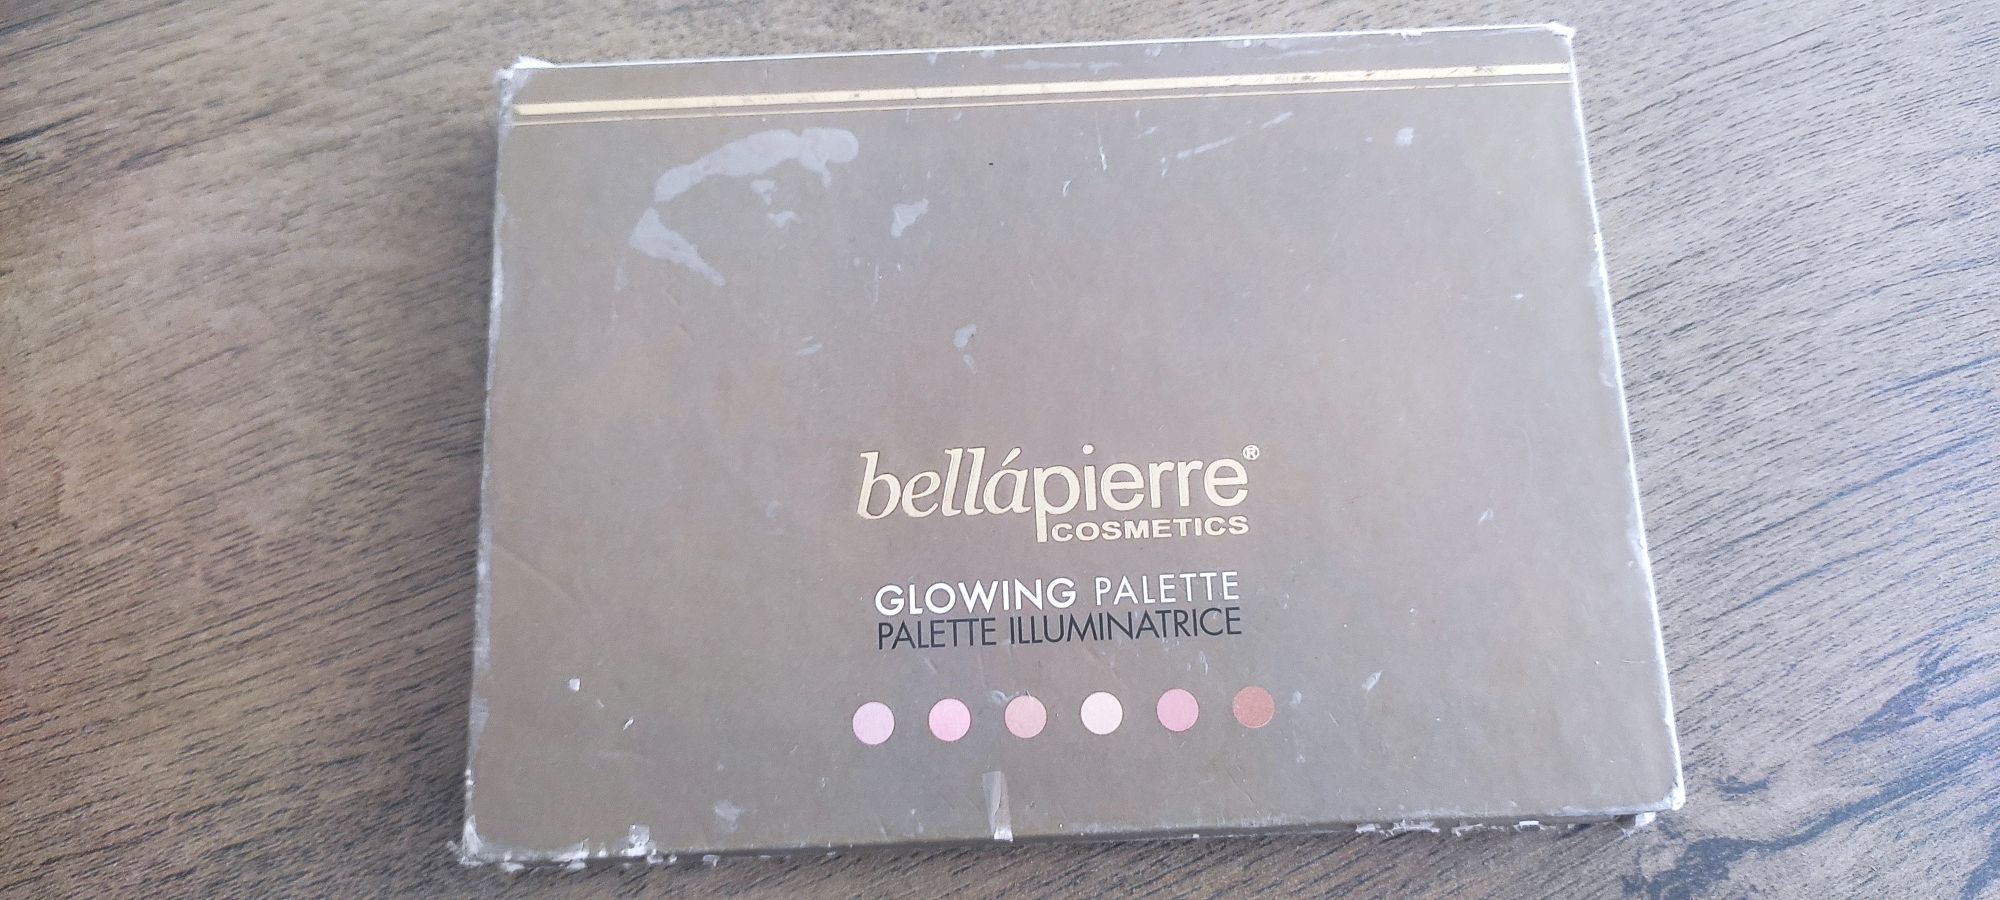 bellápierre®
COSMETICS
GLOWING PALETTE
PALETTE ILLUMINATRICE